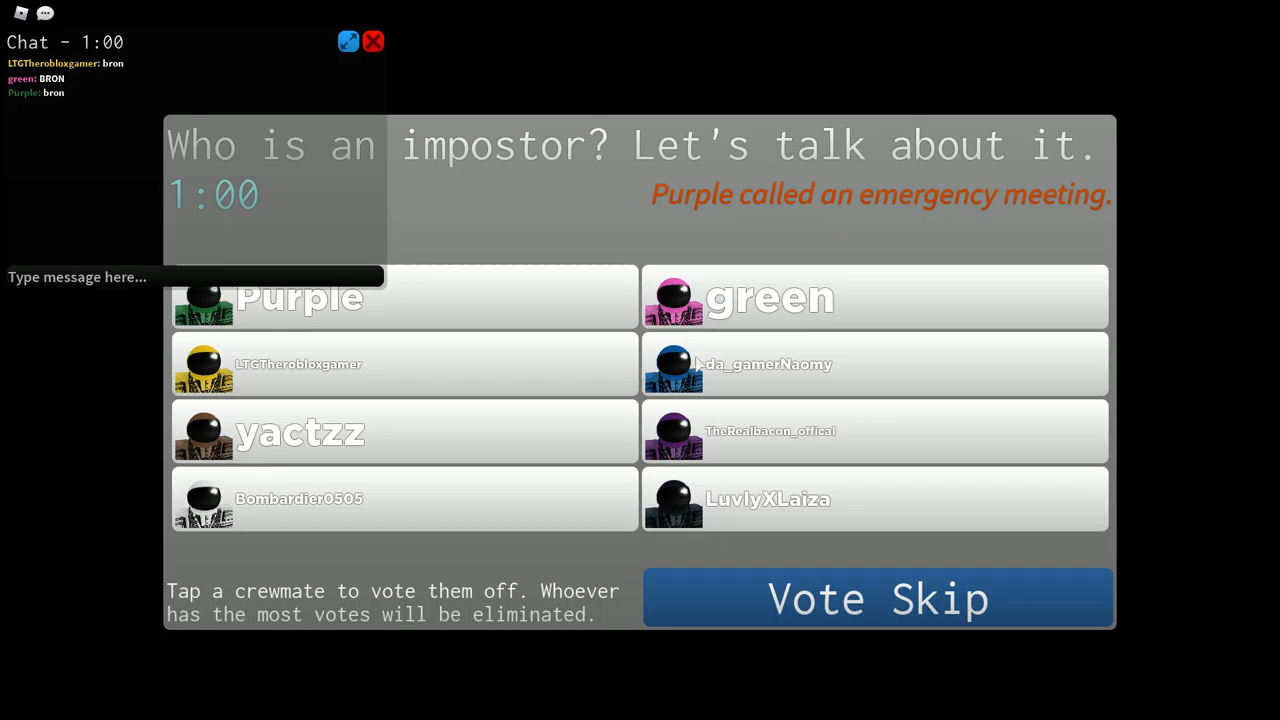 Chat - 1:00
LTGTherobloxgamer: bron
green: BRON
Purple: bron
Type message here...
Who is an impostor? Let's talk about it.
1:00
Purple called an emergency meeting.
Purple
green
LTGTherobloxgamer
da_gamerNaomy
yactzz
TheRealbacon_offical
Bombardier0505
LuvlyXLaiza
Tap a crewmate to vote them off. Whoever
has the most votes will be eliminated.
Vote Skip